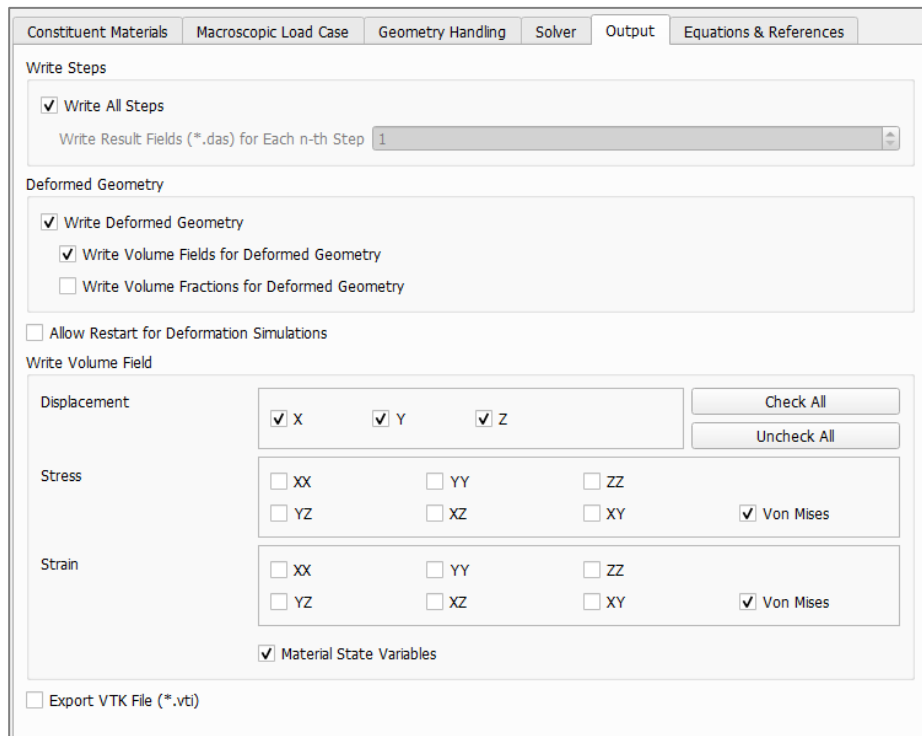 Constituent Materials Macroscopic Load Case Geometry Handling Solver Output Equations & References
Write Steps
Write All Steps
Write Result Fields (*.das) for Each n-th Step 1
Deformed Geometry
Write Deformed Geometry
Write Volume Fields for Deformed Geometry
Write Volume Fractions for Deformed Geometry
Allow Restart for Deformation Simulations
Write Volume Field
Displacement X Y Z Check All
Uncheck All
Stress XX YY ZZ
YZ XZ XY Von Mises
Strain XX YY ZZ
YZ XZ XY Von Mises
Material State Variables
Export VTK File (*.vti)